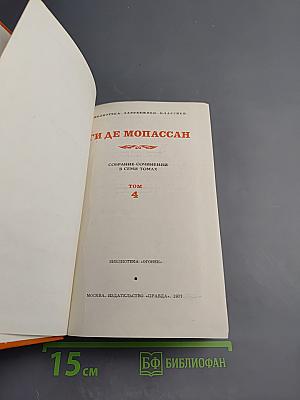 БИБЛИОТЕКА ЗАРУБЕЖНОЙ КЛАССИКИ
ГИ ДЕ МОПАССАН
СОБРАНИЕ СОЧИНЕНИЙ
В СЕМИ ТОМАХ
ТОМ
4
БИБЛИОТЕКА «ОГОНЕК»
МОСКВА. ИЗДАТЕЛЬСТВО «ПРАВДА». 1977
15 см
БФ БИБЛИОФАН